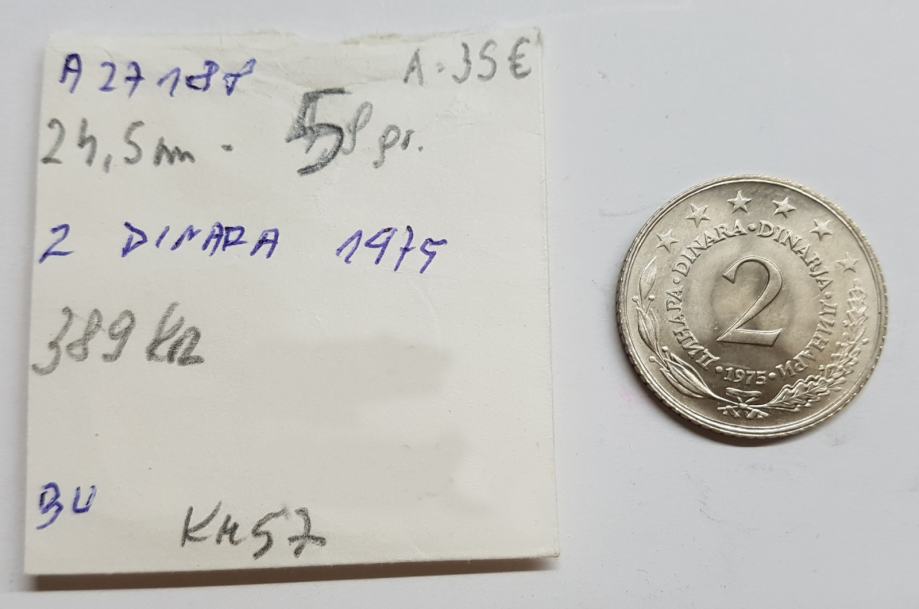 A 27188 A=35€
24,5 m. 5,8 gr.
2 DINARA 1975
389 kn
BU KM57
ДИНАРА·DINARA·DINARJA·ДИНАРИ
2
·1975·